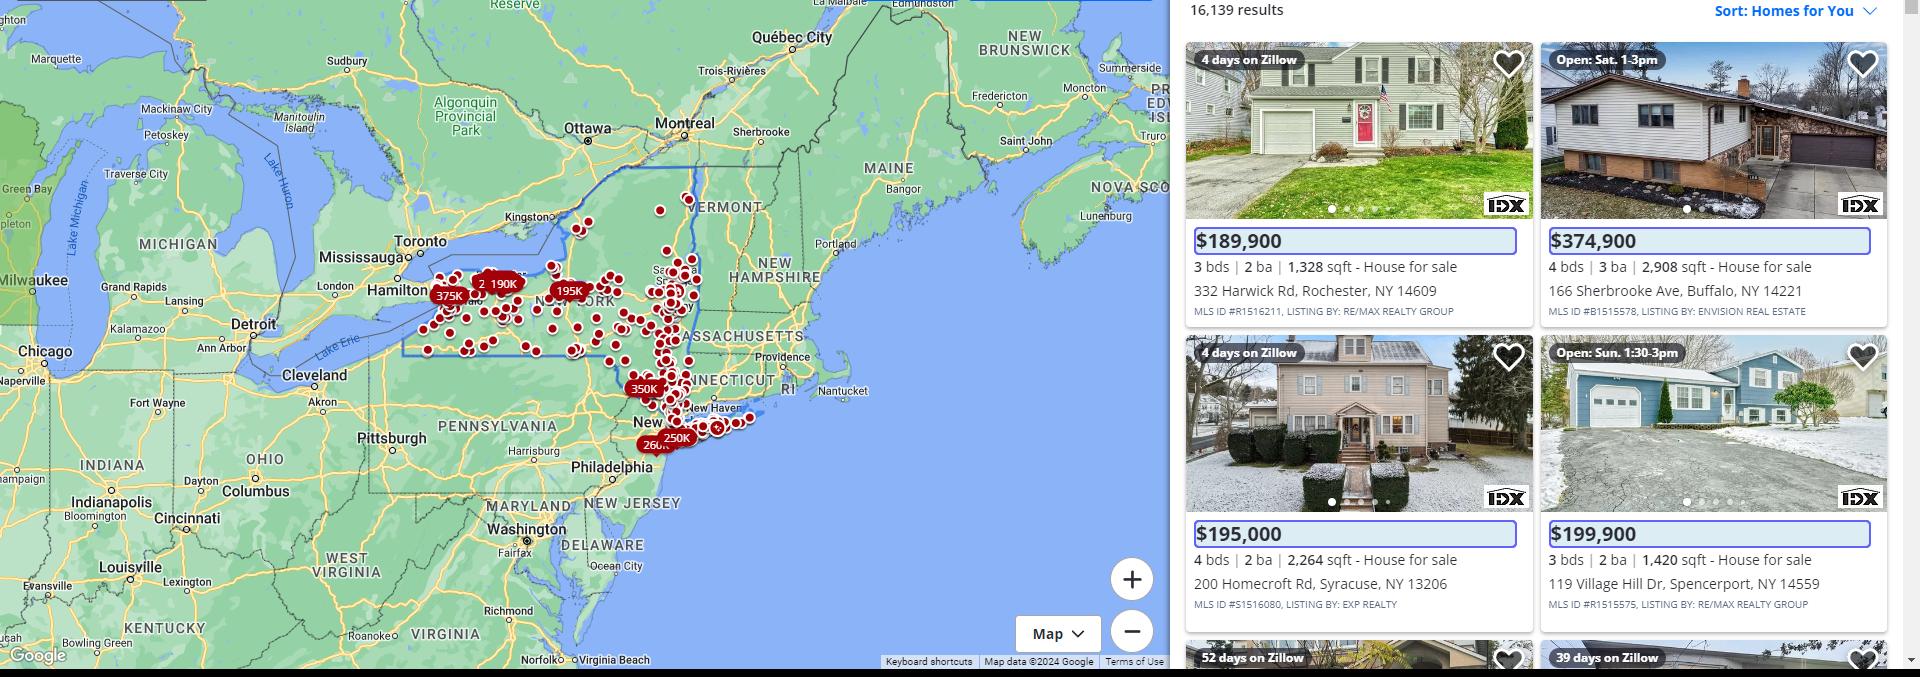 Reserve
La Malbaie
Edmundston
Québec City
NEW
BRUNSWICK
Marquette
Sudbury
Trois-Rivières
Summerside
Moncton
Fredericton
Algonquin
Provincial
Park
Mackinaw City
Manitoulin
Island
Petoskey
Ottawa
Montreal
Sherbrooke
Saint John
Truro
Traverse City
Lake Huron
MAINE
Bangor
NOVA SCO
Green Bay
Lake Michigan
Kingston
VERMONT
Lunenburg
MICHIGAN
Toronto
Mississauga
Portland
NEW
HAMPSHIRE
Milwaukee
Grand Rapids
Lansing
London
Hamilton
375K
2
190K
195K
NEW YORK
Kalamazoo
Detroit
Ann Arbor
Lake Erie
MASSACHUSETTS
Providence
Chicago
Naperville
Cleveland
Akron
CONNECTICUT
RI
Nantucket
350K
Fort Wayne
New Haven
New
PENNSYLVANIA
Pittsburgh
250K
260K
Harrisburg
Philadelphia
INDIANA
OHIO
Dayton
Columbus
Indianapolis
Bloomington
Cincinnati
MARYLAND
NEW JERSEY
Washington
Fairfax
DELAWARE
Ocean City
WEST
VIRGINIA
Louisville
Evansville
Lexington
Richmond
KENTUCKY
Bowling Green
Roanoke
VIRGINIA
Norfolk
Virginia Beach
Google
Map
Keyboard shortcuts
Map data ©2024 Google
Terms of Use
16,139 results
Sort: Homes for You
4 days on Zillow
IDX
$189,900
3 bds | 2 ba | 1,328 sqft - House for sale
332 Harwick Rd, Rochester, NY 14609
MLS ID #R1516211, LISTING BY: RE/MAX REALTY GROUP
Open: Sat. 1-3pm
IDX
$374,900
4 bds | 3 ba | 2,908 sqft - House for sale
166 Sherbrooke Ave, Buffalo, NY 14221
MLS ID #B1515578, LISTING BY: ENVISION REAL ESTATE
4 days on Zillow
IDX
$195,000
4 bds | 2 ba | 2,264 sqft - House for sale
200 Homecroft Rd, Syracuse, NY 13206
MLS ID #S1516080, LISTING BY: EXP REALTY
Open: Sun. 1:30-3pm
IDX
$199,900
3 bds | 2 ba | 1,420 sqft - House for sale
119 Village Hill Dr, Spencerport, NY 14559
MLS ID #R1515575, LISTING BY: RE/MAX REALTY GROUP
52 days on Zillow
39 days on Zillow